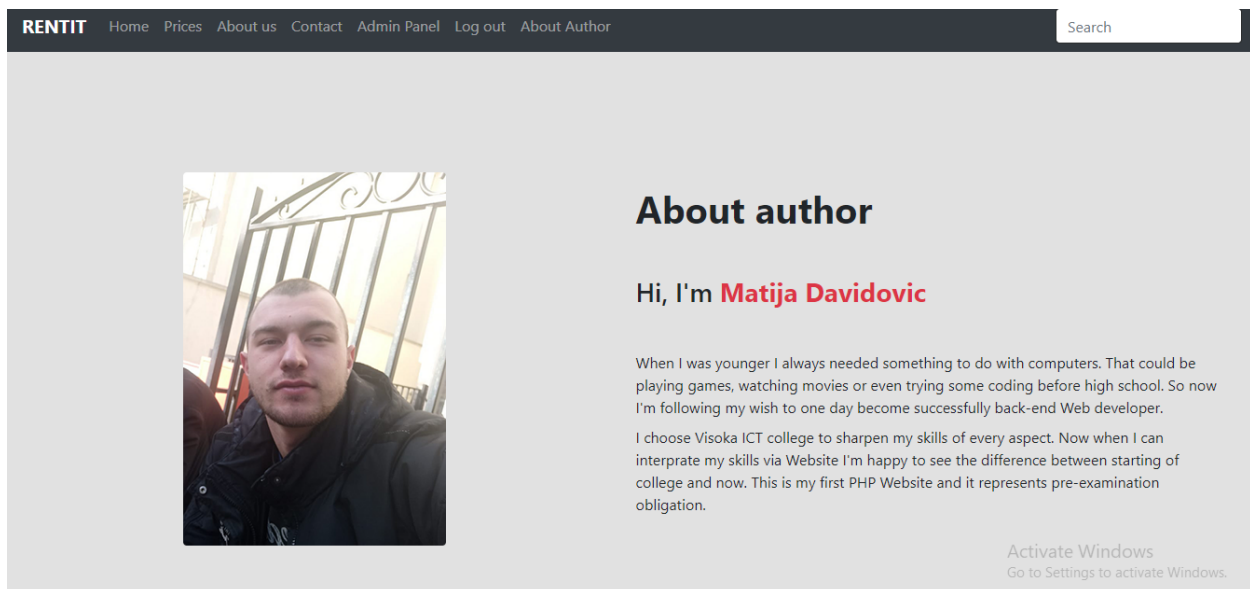 RENTIT Home Prices About us Contact Admin Panel Log out About Author Search
About author
Hi, I'm Matija Davidovic
When I was younger I always needed something to do with computers. That could be
playing games, watching movies or even trying some coding before high school. So now
I'm following my wish to one day become successfully back-end Web developer.
I choose Visoka ICT college to sharpen my skills of every aspect. Now when I can
interprate my skills via Website I'm happy to see the difference between starting of
college and now. This is my first PHP Website and it represents pre-examination
obligation.
Activate Windows
Go to Settings to activate Windows.